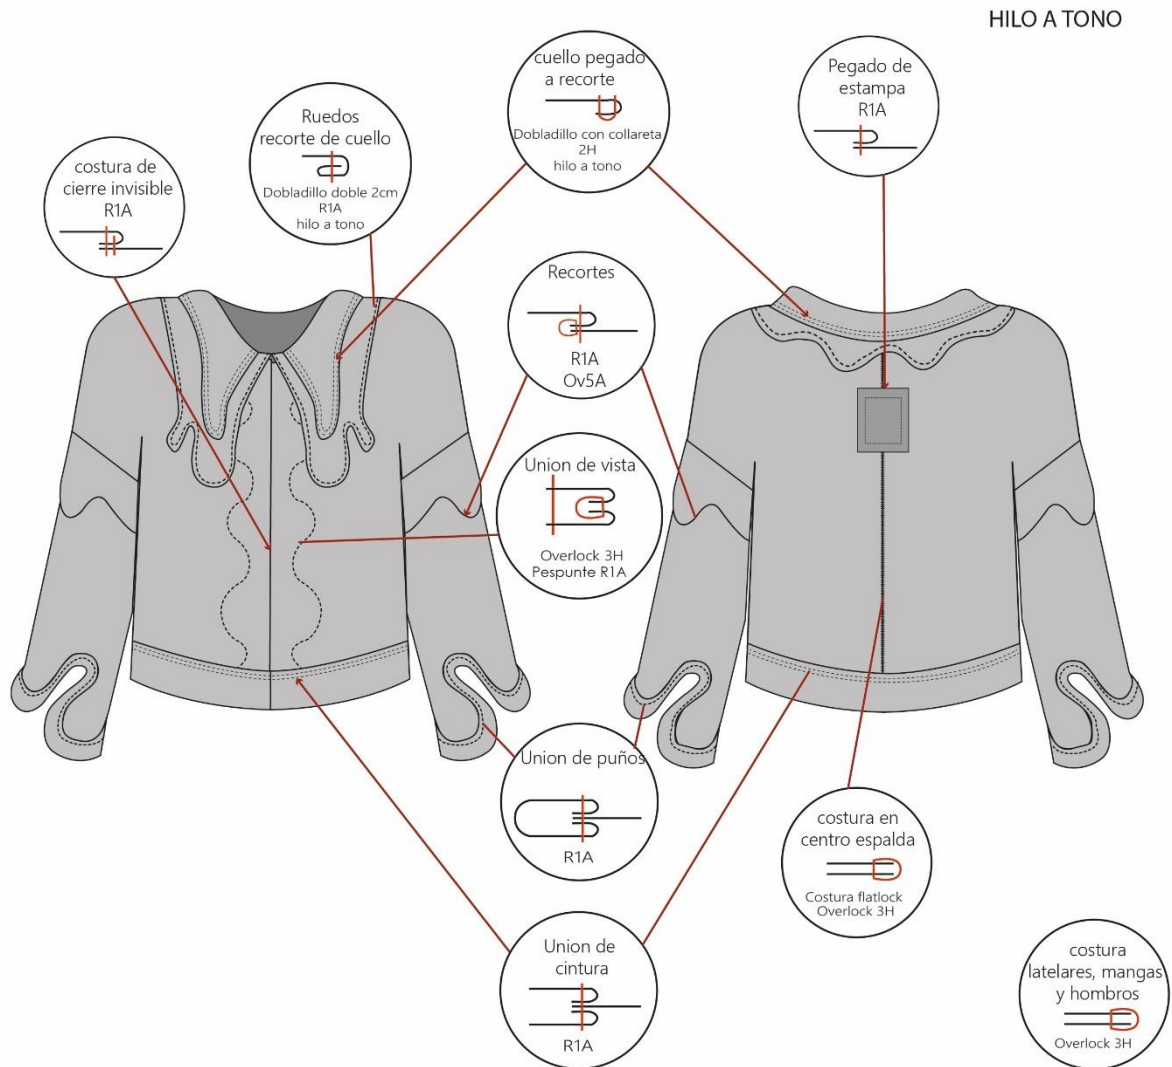 HILO A TONO
cuello pegado
a recorte
Dobladillo con collareta
2H
hilo a tono
Pegado de
estampa
R1A
Ruedos
recorte de cuello
Dobladillo doble 2cm
R1A
hilo a tono
costura de
cierre invisible
R1A
Recortes
R1A
Ov5A
Union de vista
Overlock 3H
Pespunte R1A
Union de puños
R1A
costura en
centro espalda
Costura flatlock
Overlock 3H
Union de
cintura
R1A
costura
latelares, mangas
y hombros
Overlock 3H